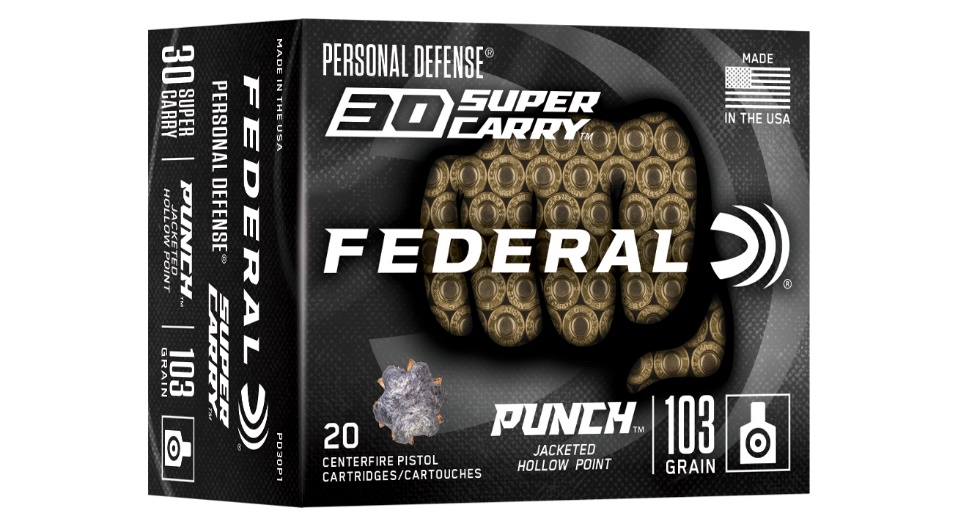 PERSONAL DEFENSE®
30 SUPER CARRY™
MADE
IN THE USA
FEDERAL®
20
CENTERFIRE PISTOL
CARTRIDGES/CARTOUCHES
PUNCH™
JACKETED
HOLLOW POINT
103
GRAIN
MADE IN THE USA
FEDERAL®
PD30P1
PERSONAL DEFENSE®
SUPER
CARRY™
30 SUPER
CARRY
PUNCH™
JACKETED
HOLLOW POINT
103
GRAIN